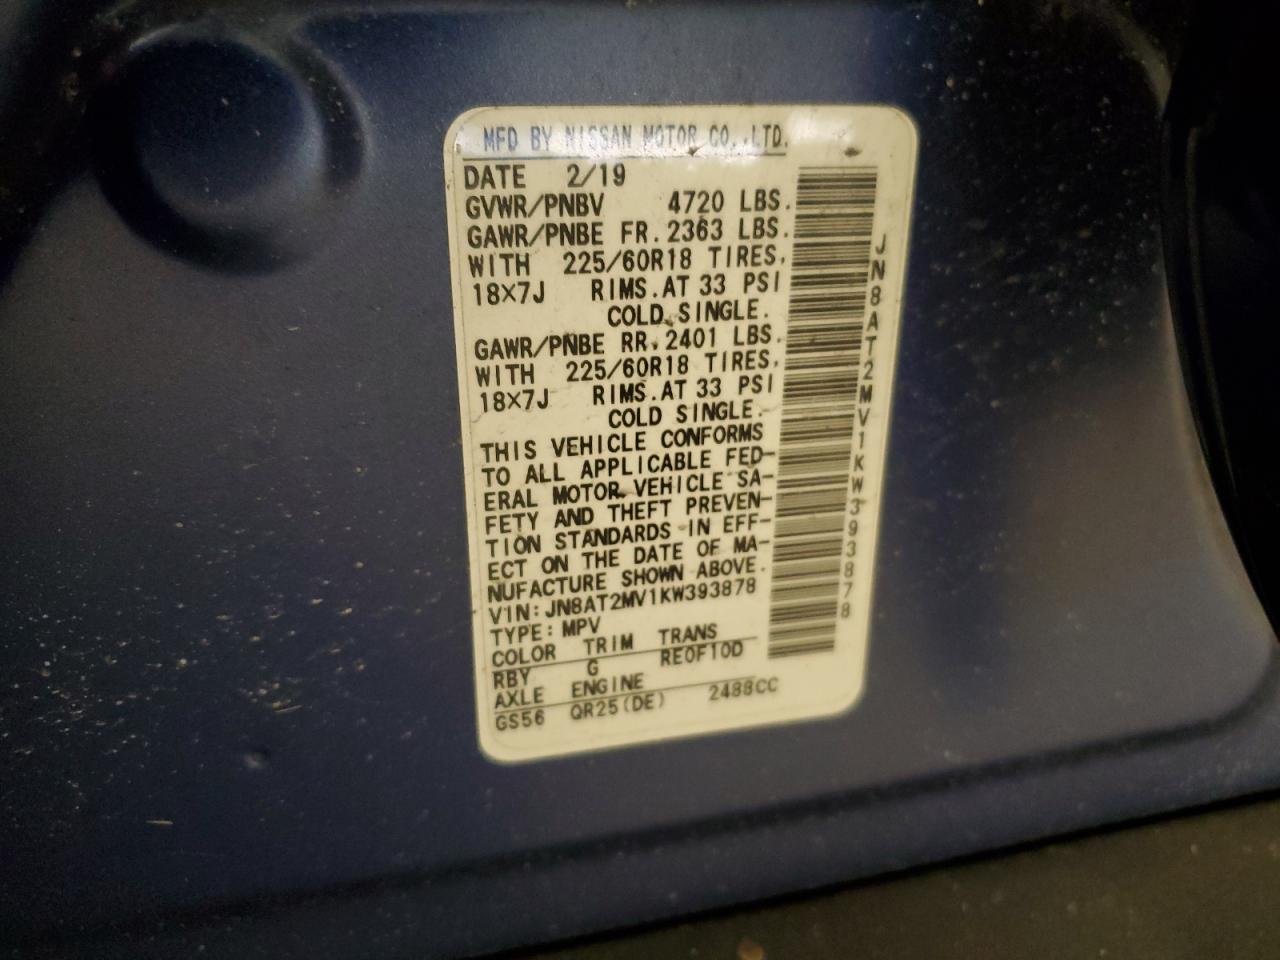 MFD BY NISSAN MOTOR CO.,LTD.
DATE 2/19
GVWR/PNBV 4720 LBS.
GAWR/PNBE FR. 2363 LBS.
WITH 225/60R18 TIRES,
18X7J RIMS. AT 33 PSI
COLD. SINGLE.
GAWR/PNBE RR. 2401 LBS.
WITH 225/60R18 TIRES,
18X7J RIMS. AT 33 PSI
COLD SINGLE.
THIS VEHICLE CONFORMS
TO ALL APPLICABLE FED-
ERAL MOTOR VEHICLE SA-
FETY AND THEFT PREVEN-
TION STANDARDS IN EFF-
ECT ON THE DATE OF MA-
NUFACTURE SHOWN ABOVE.
VIN: JN8AT2MV1KW393878
TYPE: MPV
COLOR TRIM TRANS
RBY G RE0F10D
AXLE ENGINE
GS56 QR25(DE) 2488CC
JN8AT2MV1KW393878